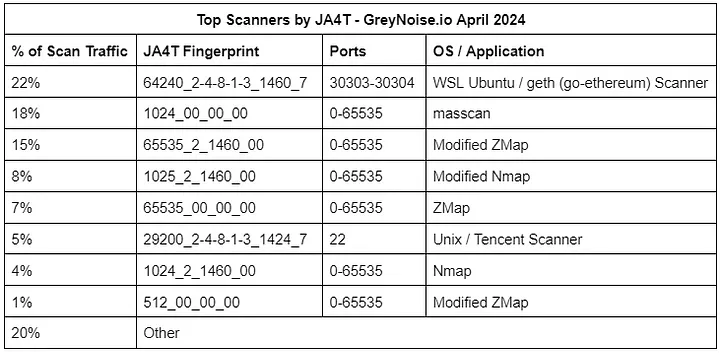 Top Scanners by JA4T - GreyNoise.io April 2024
% of Scan Traffic JA4T Fingerprint Ports OS / Application
22% 64240_2-4-8-1-3_1460_7 30303-30304 WSL Ubuntu / geth (go-ethereum) Scanner
18% 1024_00_00_00 0-65535 masscan
15% 65535_2_1460_00 0-65535 Modified ZMap
8% 1025_2_1460_00 0-65535 Modified Nmap
7% 65535_00_00_00 0-65535 ZMap
5% 29200_2-4-8-1-3_1424_7 22 Unix / Tencent Scanner
4% 1024_2_1460_00 0-65535 Nmap
1% 512_00_00_00 0-65535 Modified ZMap
20% Other